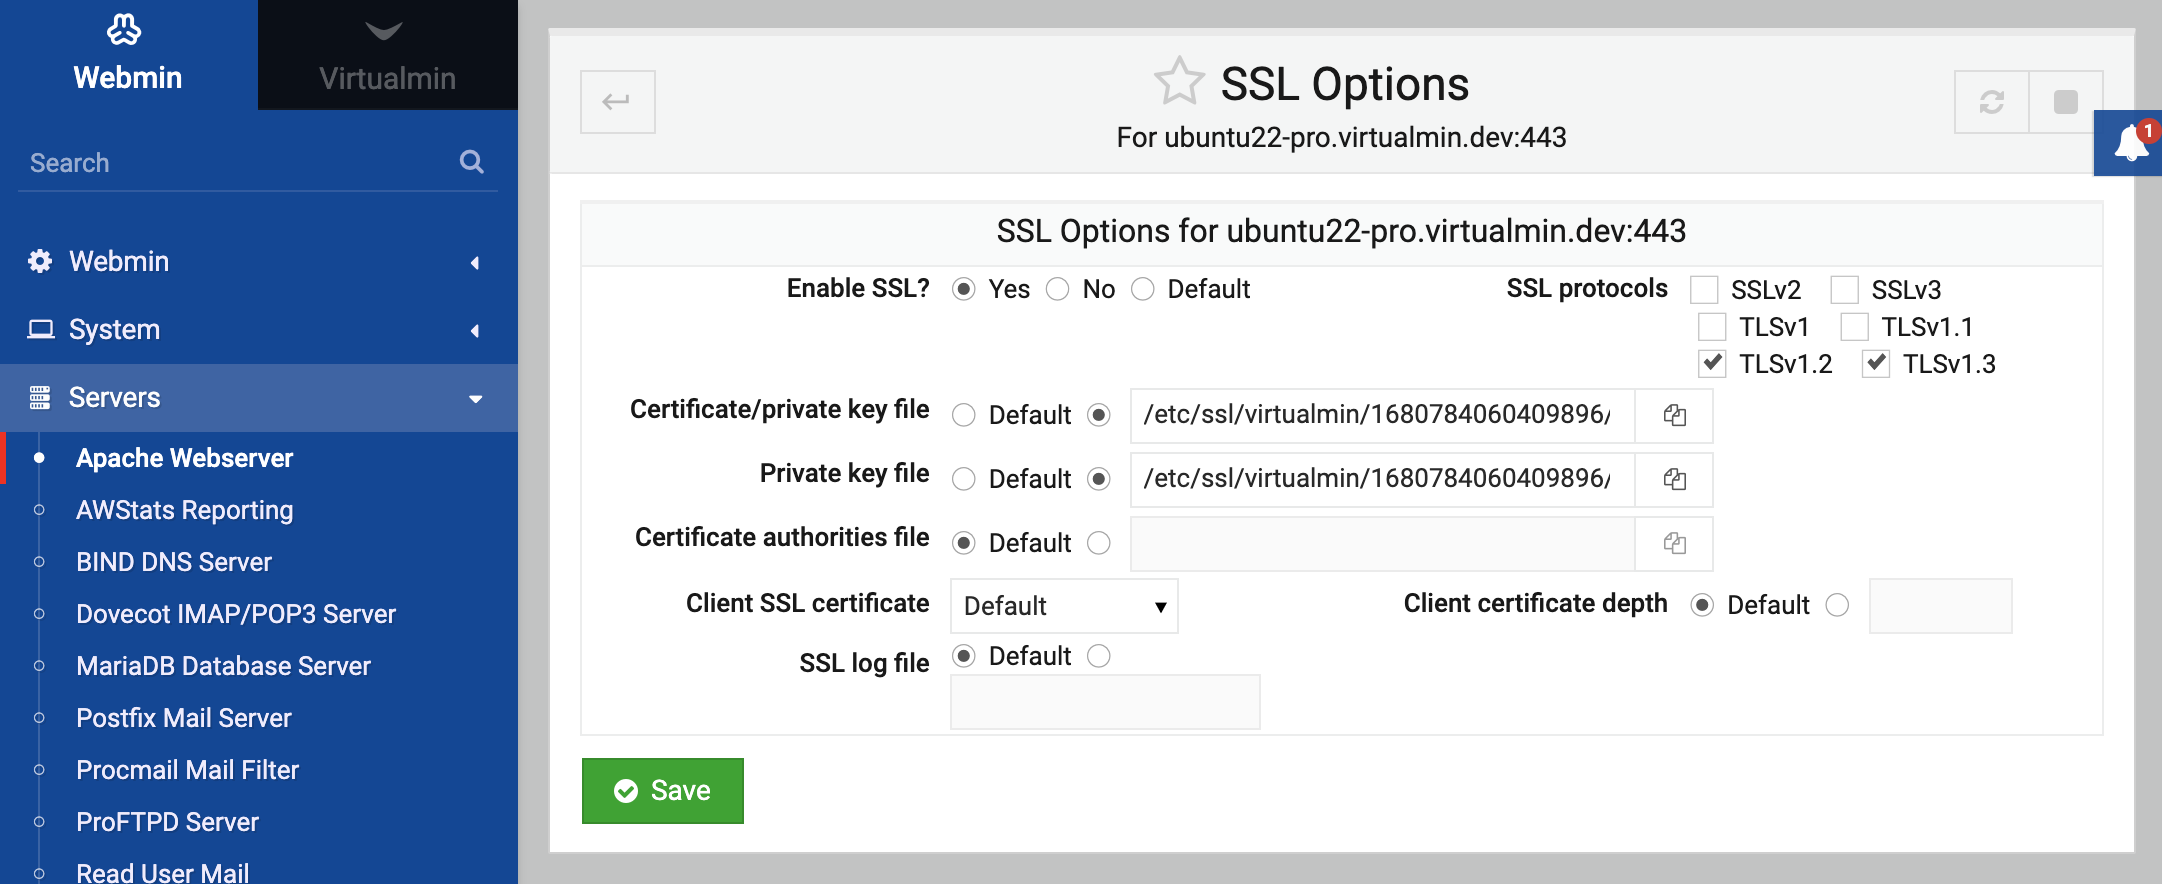 Webmin
Virtualmin
Search
Webmin
System
Servers
Apache Webserver
AWStats Reporting
BIND DNS Server
Dovecot IMAP/POP3 Server
MariaDB Database Server
Postfix Mail Server
Procmail Mail Filter
ProFTPD Server
Read User Mail
SSL Options
For ubuntu22-pro.virtualmin.dev:443
1
SSL Options for ubuntu22-pro.virtualmin.dev:443
Enable SSL? Yes No Default
SSL protocols SSLv2 SSLv3
TLSv1 TLSv1.1
TLSv1.2 TLSv1.3
Certificate/private key file Default /etc/ssl/virtualmin/1680784060409896/
Private key file Default /etc/ssl/virtualmin/1680784060409896/
Certificate authorities file Default
Client SSL certificate Default
Client certificate depth Default
SSL log file Default
Save